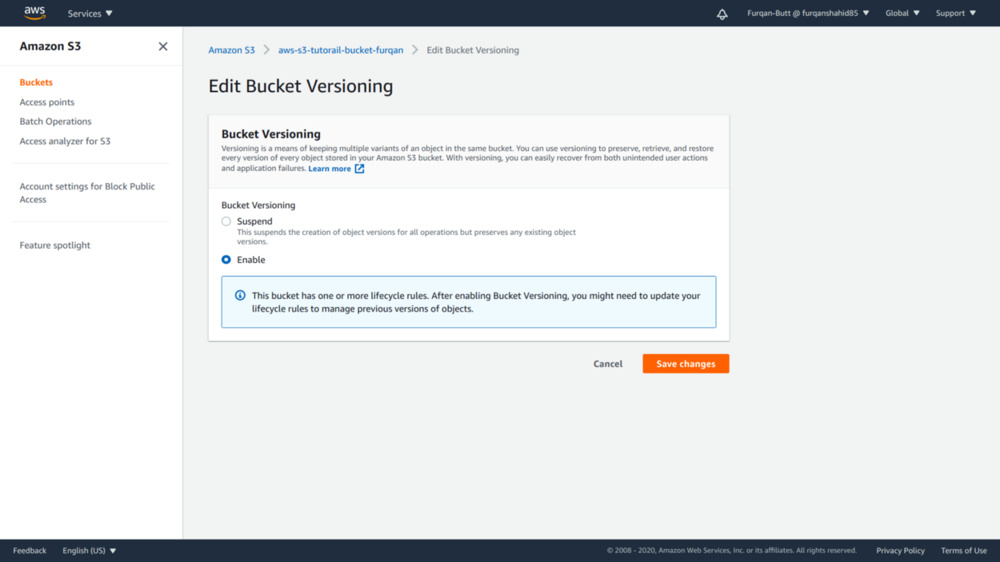 aws
Services
Furqan-Butt @ furqanshahid85
Global
Support
Amazon S3
Buckets
Access points
Batch Operations
Access analyzer for S3
Account settings for Block Public
Access
Feature spotlight
Amazon S3 > aws-s3-tutorail-bucket-furqan > Edit Bucket Versioning
Edit Bucket Versioning
Bucket Versioning
Versioning is a means of keeping multiple variants of an object in the same bucket. You can use versioning to preserve, retrieve, and restore
every version of every object stored in your Amazon S3 bucket. With versioning, you can easily recover from both unintended user actions
and application failures. Learn more
Bucket Versioning
Suspend
This suspends the creation of object versions for all operations but preserves any existing object
versions.
Enable
This bucket has one or more lifecycle rules. After enabling Bucket Versioning, you might need to update your
lifecycle rules to manage previous versions of objects.
Cancel
Save changes
Feedback
English (US)
© 2008 - 2020, Amazon Web Services, Inc. or its affiliates. All rights reserved.
Privacy Policy
Terms of Use